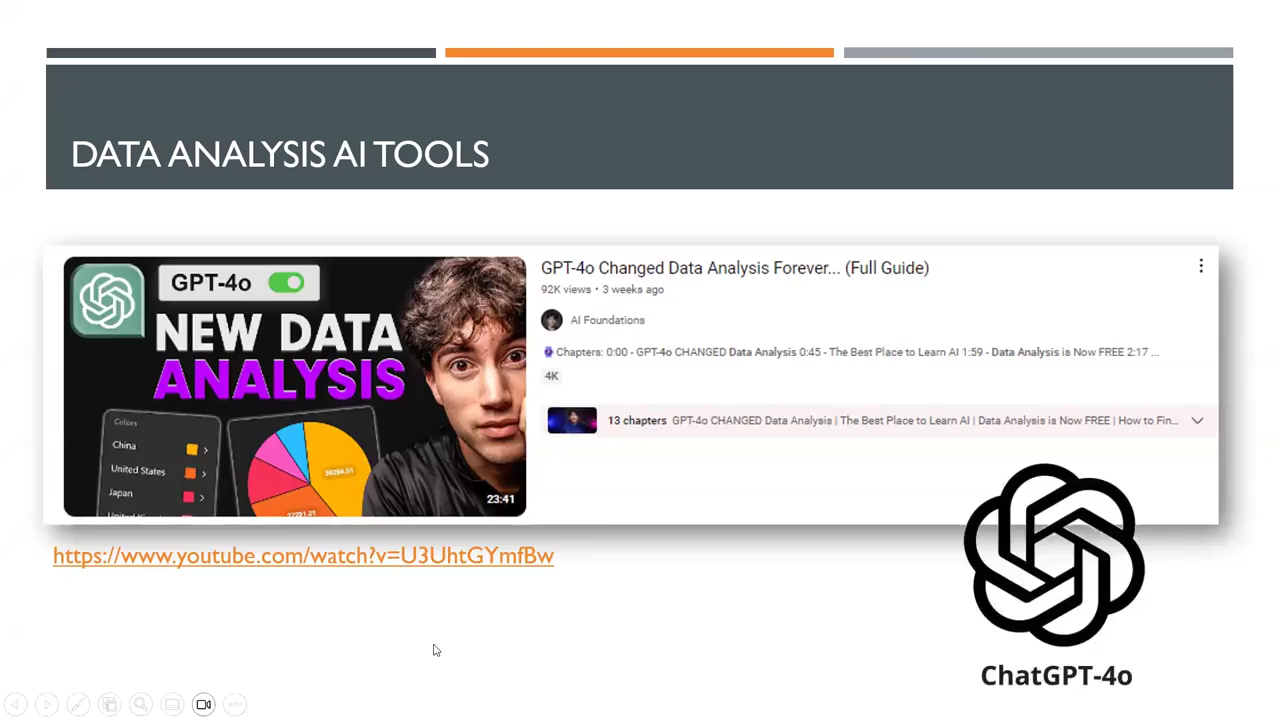 DATA ANALYSIS AI TOOLS
GPT-4o
NEW DATA
ANALYSIS
Colors
China
United States
Japan
23:41
GPT-4o Changed Data Analysis Forever... (Full Guide)
92K views • 3 weeks ago
AI Foundations
Chapters: 0:00 - GPT-4o CHANGED Data Analysis 0:45 - The Best Place to Learn AI 1:59 - Data Analysis is Now FREE 2:17 ...
4K
13 chapters GPT-4o CHANGED Data Analysis | The Best Place to Learn AI | Data Analysis is Now FREE | How to Fin...
https://www.youtube.com/watch?v=U3UhtGYmfBw
ChatGPT-4o